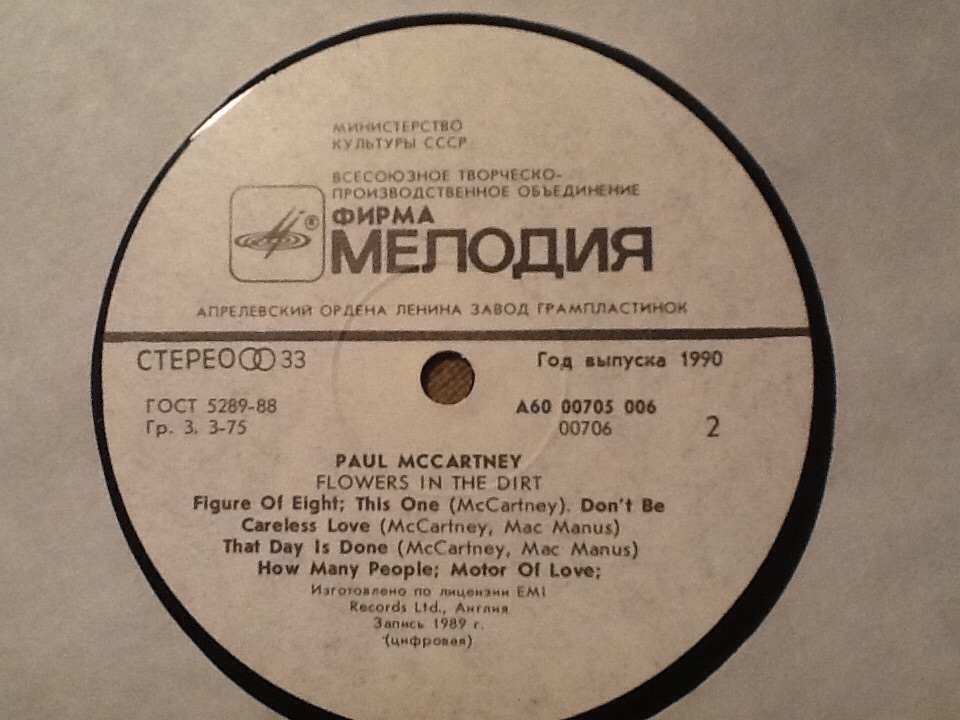 МИНИСТЕРСТВО
КУЛЬТУРЫ СССР
ВСЕСОЮЗНОЕ ТВОРЧЕСКО-
ПРОИЗВОДСТВЕННОЕ ОБЪЕДИНЕНИЕ
®
ФИРМА
МЕЛОДИЯ
АПРЕЛЕВСКИЙ ОРДЕНА ЛЕНИНА ЗАВОД ГРАМПЛАСТИНОК
СТЕРЕО 33
Год выпуска 1990
ГОСТ 5289-88
Гр. 3. 3-75
А60 00705 006
00706
2
PAUL MCCARTNEY
FLOWERS IN THE DIRT
Figure Of Eight; This One (McCartney). Don't Be
Careless Love (McCartney, Mac Manus)
That Day Is Done (McCartney, Mac Manus)
How Many People; Motor Of Love;
Изготовлено по лицензии EMI
Records Ltd., Англия
Запись 1989 г.
(цифровая)